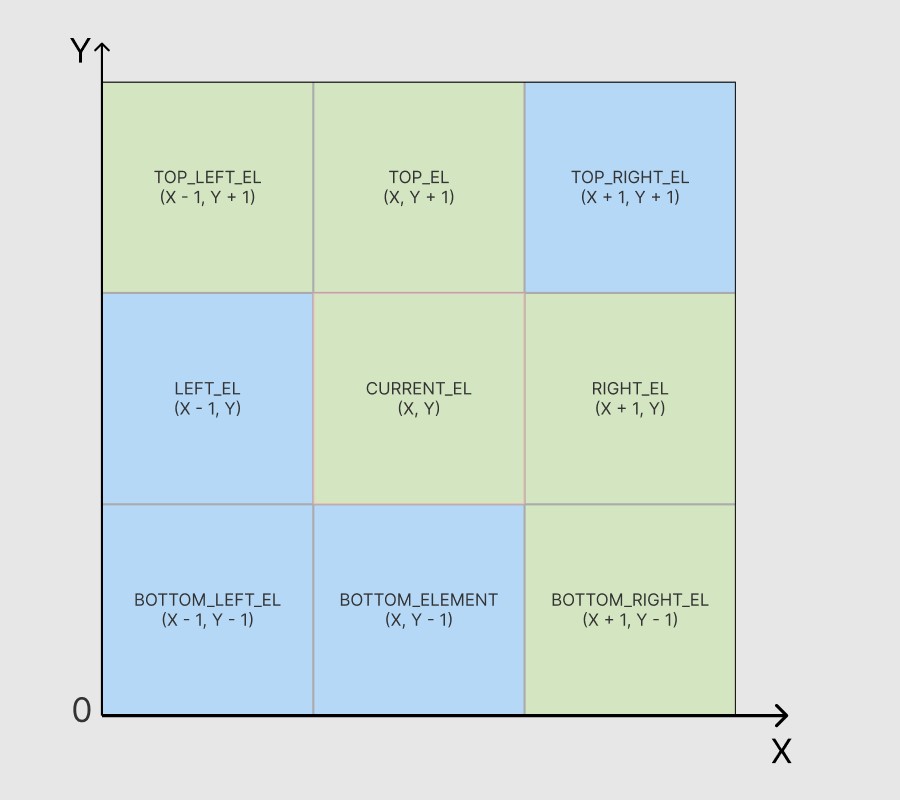 Y
TOP_LEFT_EL
(X - 1, Y + 1)
TOP_EL
(X, Y + 1)
TOP_RIGHT_EL
(X + 1, Y + 1)
LEFT_EL
(X - 1, Y)
CURRENT_EL
(X, Y)
RIGHT_EL
(X + 1, Y)
BOTTOM_LEFT_EL
(X - 1, Y - 1)
BOTTOM_ELEMENT
(X, Y - 1)
BOTTOM_RIGHT_EL
(X + 1, Y - 1)
0
X